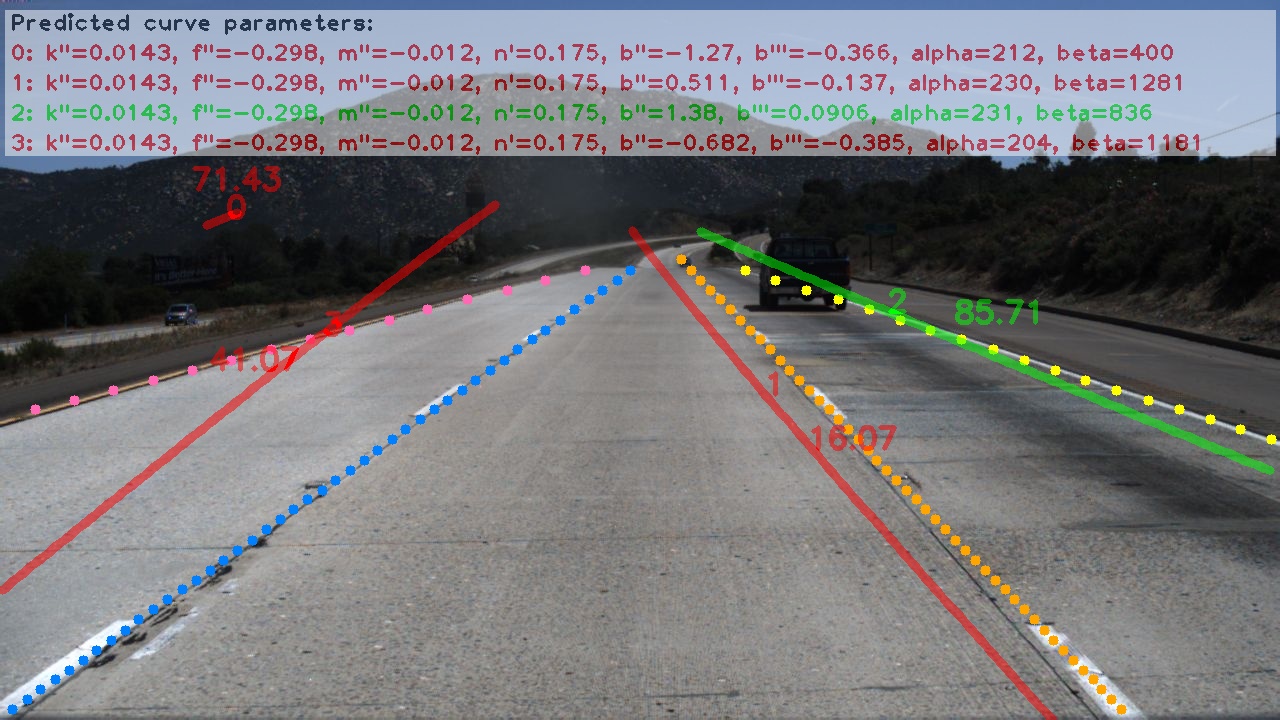 Predicted curve parameters:
0: k''=0.0143, f''=-0.298, m''=-0.012, n'=0.175, b''=-1.27, b'''=-0.366, alpha=212, beta=400
1: k''=0.0143, f''=-0.298, m''=-0.012, n'=0.175, b''=0.511, b'''=-0.137, alpha=230, beta=1281
2: k''=0.0143, f''=-0.298, m''=-0.012, n'=0.175, b''=1.38, b'''=0.0906, alpha=231, beta=836
3: k''=0.0143, f''=-0.298, m''=-0.012, n'=0.175, b''=-0.682, b'''=-0.385, alpha=204, beta=1181
71.43
0
It's Better Here
2
85.71
3
41.07
1
16.07